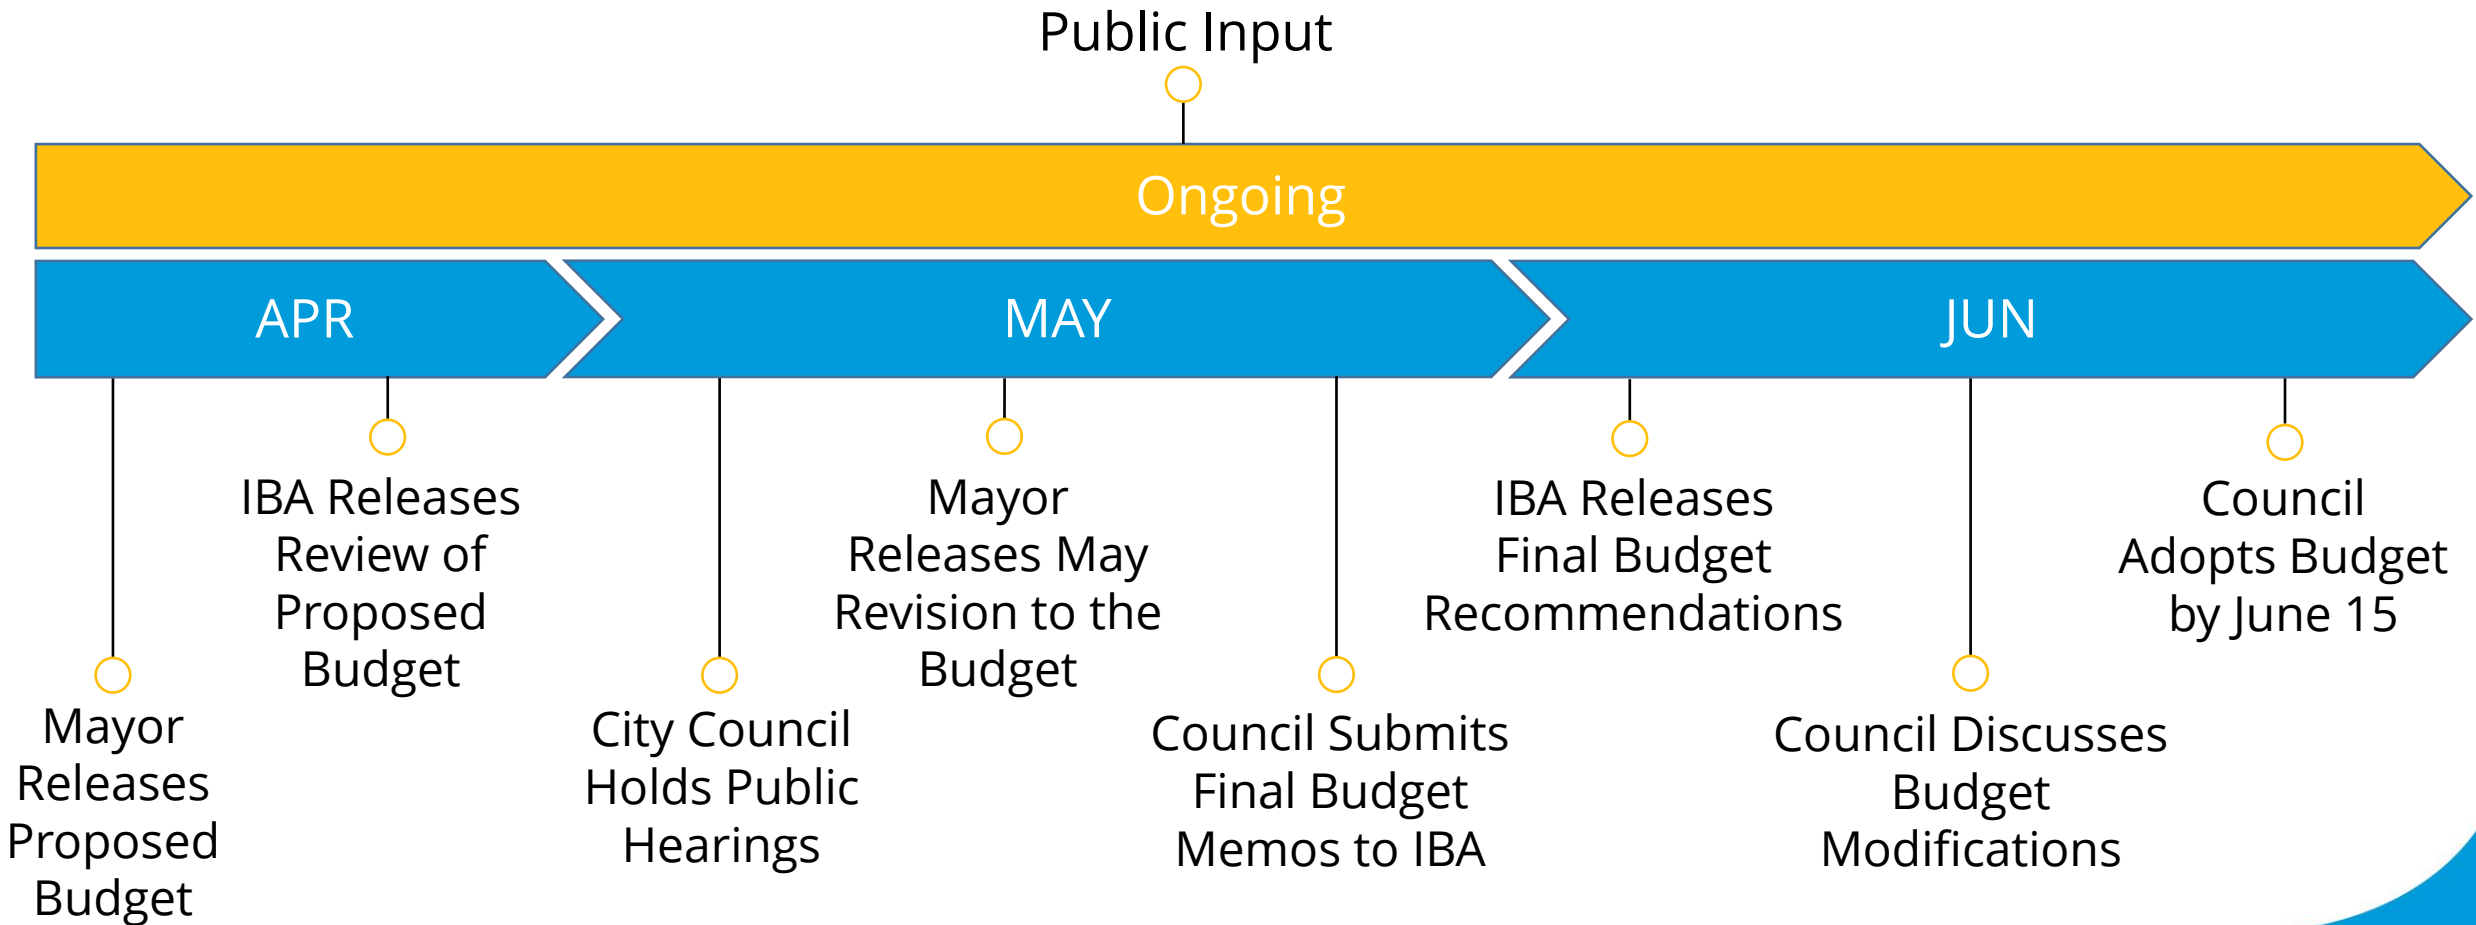 Public Input
Ongoing
APR
MAY
JUN
Mayor
Releases
Proposed
Budget
IBA Releases
Review of
Proposed
Budget
City Council
Holds Public
Hearings
Mayor
Releases May
Revision to the
Budget
Council Submits
Final Budget
Memos to IBA
IBA Releases
Final Budget
Recommendations
Council Discusses
Budget
Modifications
Council
Adopts Budget
by June 15